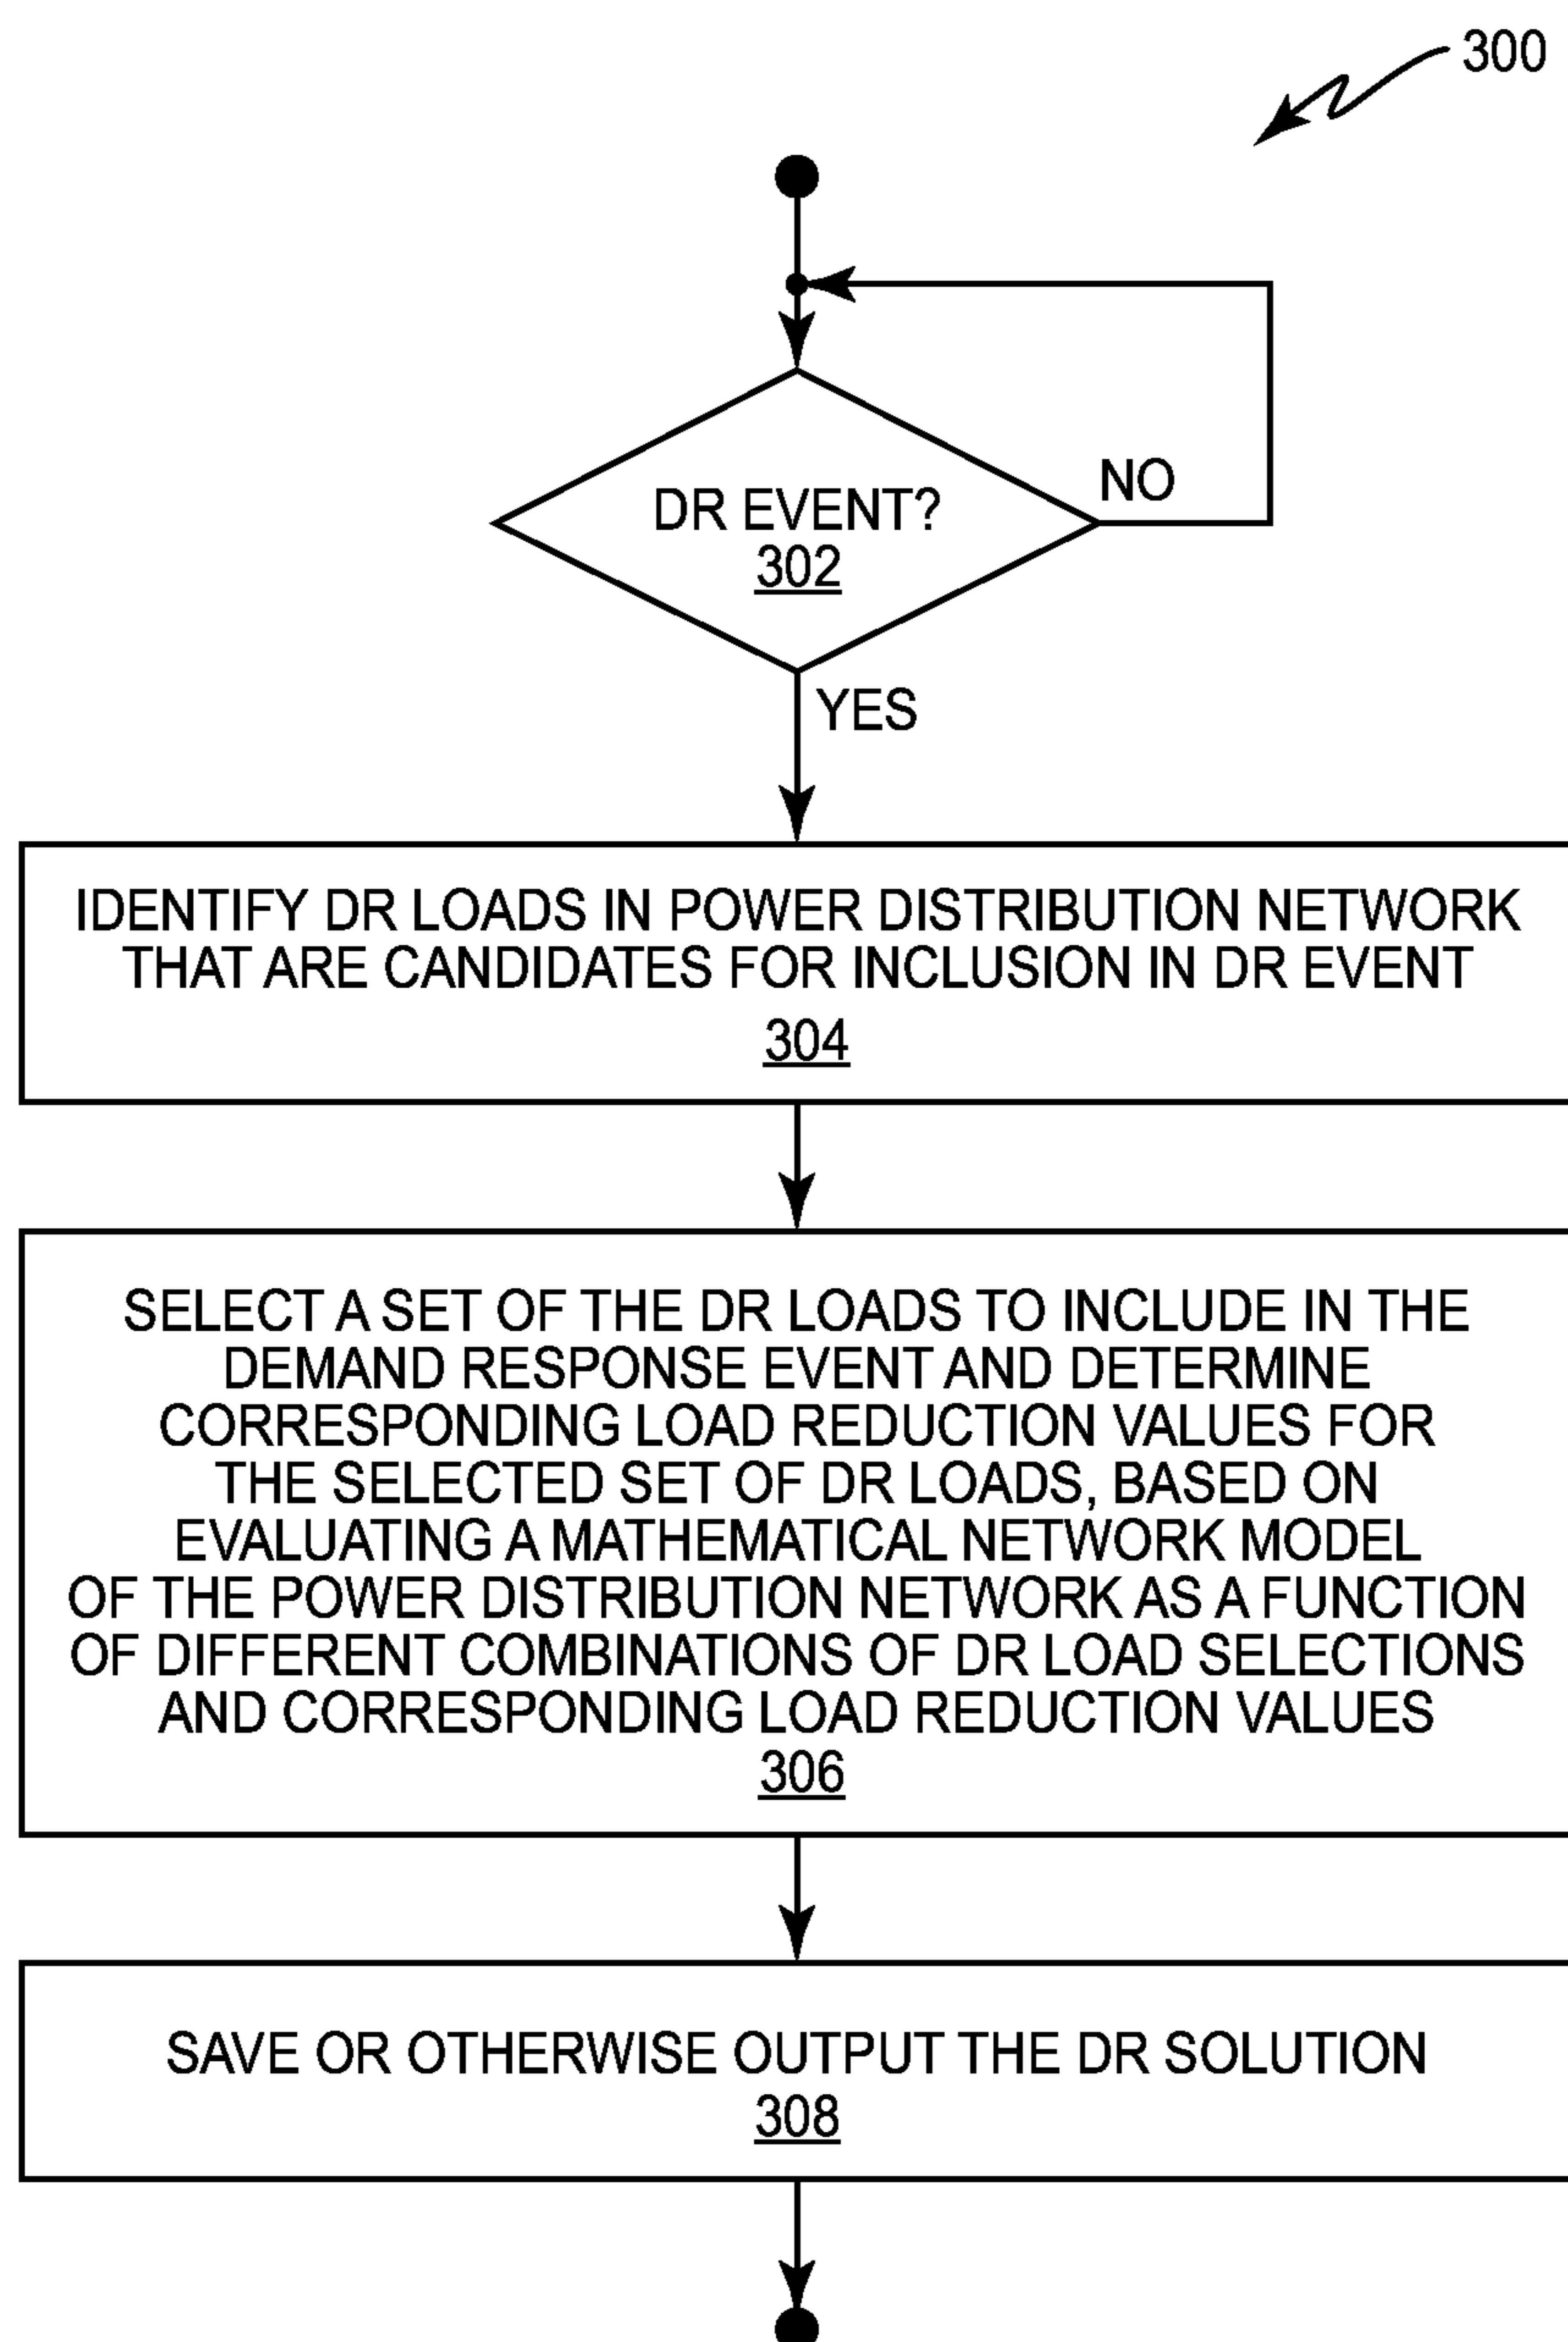 300
DR EVENT?
302
NO
YES
IDENTIFY DR LOADS IN POWER DISTRIBUTION NETWORK
THAT ARE CANDIDATES FOR INCLUSION IN DR EVENT
304
SELECT A SET OF THE DR LOADS TO INCLUDE IN THE
DEMAND RESPONSE EVENT AND DETERMINE
CORRESPONDING LOAD REDUCTION VALUES FOR
THE SELECTED SET OF DR LOADS, BASED ON
EVALUATING A MATHEMATICAL NETWORK MODEL
OF THE POWER DISTRIBUTION NETWORK AS A FUNCTION
OF DIFFERENT COMBINATIONS OF DR LOAD SELECTIONS
AND CORRESPONDING LOAD REDUCTION VALUES
306
SAVE OR OTHERWISE OUTPUT THE DR SOLUTION
308